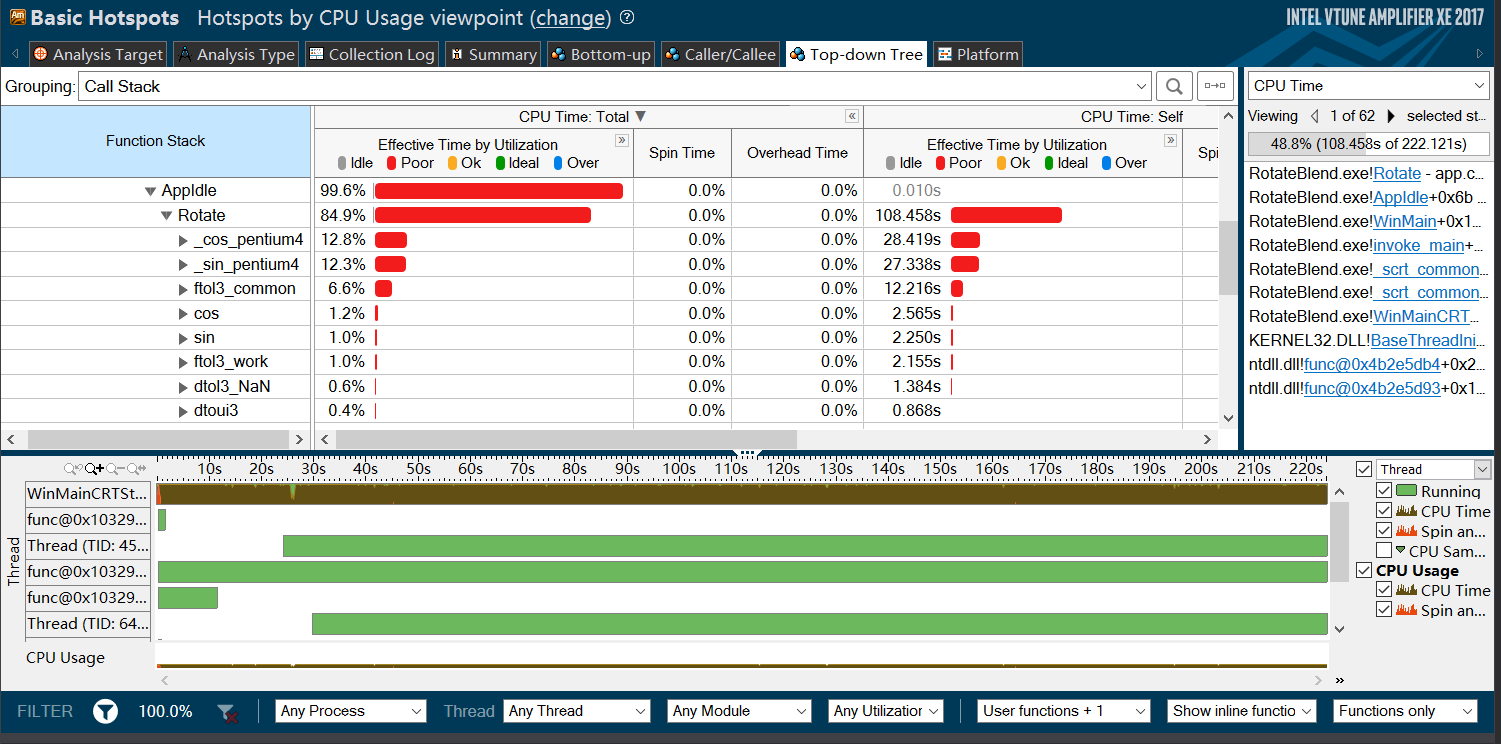 Basic Hotspots Hotspots by CPU Usage viewpoint (change) ? INTEL VTUNE AMPLIFIER XE 2017
Analysis Target Analysis Type Collection Log Summary Bottom-up Caller/Callee Top-down Tree Platform
Grouping: Call Stack
CPU Time
Viewing 1 of 62 selected st...
48.8% (108.458s of 222.121s)
Function Stack
CPU Time: Total CPU Time: Self
Effective Time by Utilization Spin Time Overhead Time Effective Time by Utilization Spi
Idle Poor Ok Ideal Over Idle Poor Ok Ideal Over
AppIdle 99.6% 0.0% 0.0% 0.010s
Rotate 84.9% 0.0% 0.0% 108.458s
_cos_pentium4 12.8% 0.0% 0.0% 28.419s
_sin_pentium4 12.3% 0.0% 0.0% 27.338s
ftol3_common 6.6% 0.0% 0.0% 12.216s
cos 1.2% 0.0% 0.0% 2.565s
sin 1.0% 0.0% 0.0% 2.250s
ftol3_work 1.0% 0.0% 0.0% 2.155s
dtol3_NaN 0.6% 0.0% 0.0% 1.384s
dtoui3 0.4% 0.0% 0.0% 0.868s
RotateBlend.exe!Rotate - app.c...
RotateBlend.exe!AppIdle+0x6b ...
RotateBlend.exe!WinMain+0x1...
RotateBlend.exe!invoke_main+...
RotateBlend.exe!_scrt_common...
RotateBlend.exe!_scrt_common...
RotateBlend.exe!WinMainCRT...
KERNEL32.DLL!BaseThreadIni...
ntdll.dll!func@0x4b2e5db4+0x2...
ntdll.dll!func@0x4b2e5d93+0x1...
10s 20s 30s 40s 50s 60s 70s 80s 90s 100s 110s 120s 130s 140s 150s 160s 170s 180s 190s 200s 210s 220s
Thread
WinMainCRTSt...
func@0x10329...
Thread (TID: 45...
func@0x10329...
func@0x10329...
Thread (TID: 64...
CPU Usage
Thread
Running
CPU Time
Spin an...
CPU Sam...
CPU Usage
CPU Time
Spin an...
FILTER 100.0% Any Process Thread Any Thread Any Module Any Utilization User functions + 1 Show inline functio Functions only